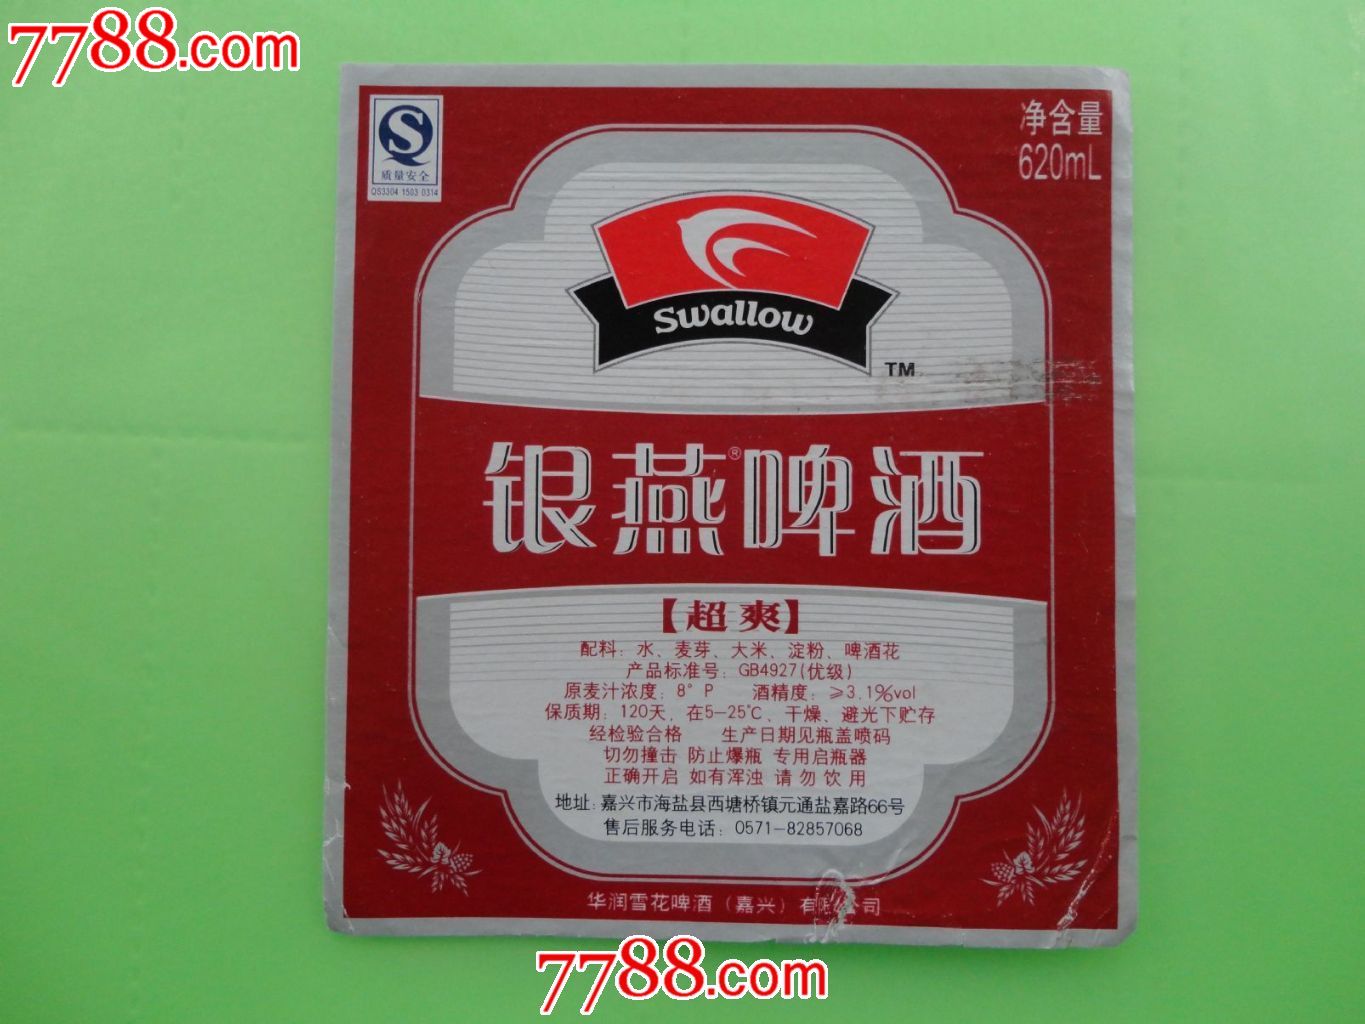 7788.com
质量安全
QS3304 1503 0314
净含量
620mL
Swallow
TM
银燕®啤酒
【超爽】
配料：水、麦芽、大米、淀粉、啤酒花
产品标准号：GB4927(优级)
原麦汁浓度：8°P 酒精度：≥3.1%vol
保质期：120天，在5-25℃、干燥、避光下贮存
经检验合格 生产日期见瓶盖喷码
切勿撞击 防止爆瓶 专用启瓶器
正确开启 如有浑浊 请勿饮用
地址：嘉兴市海盐县西塘桥镇元通盐嘉路66号
售后服务电话：0571-82857068
华润雪花啤酒（嘉兴）有限公司
7788.com